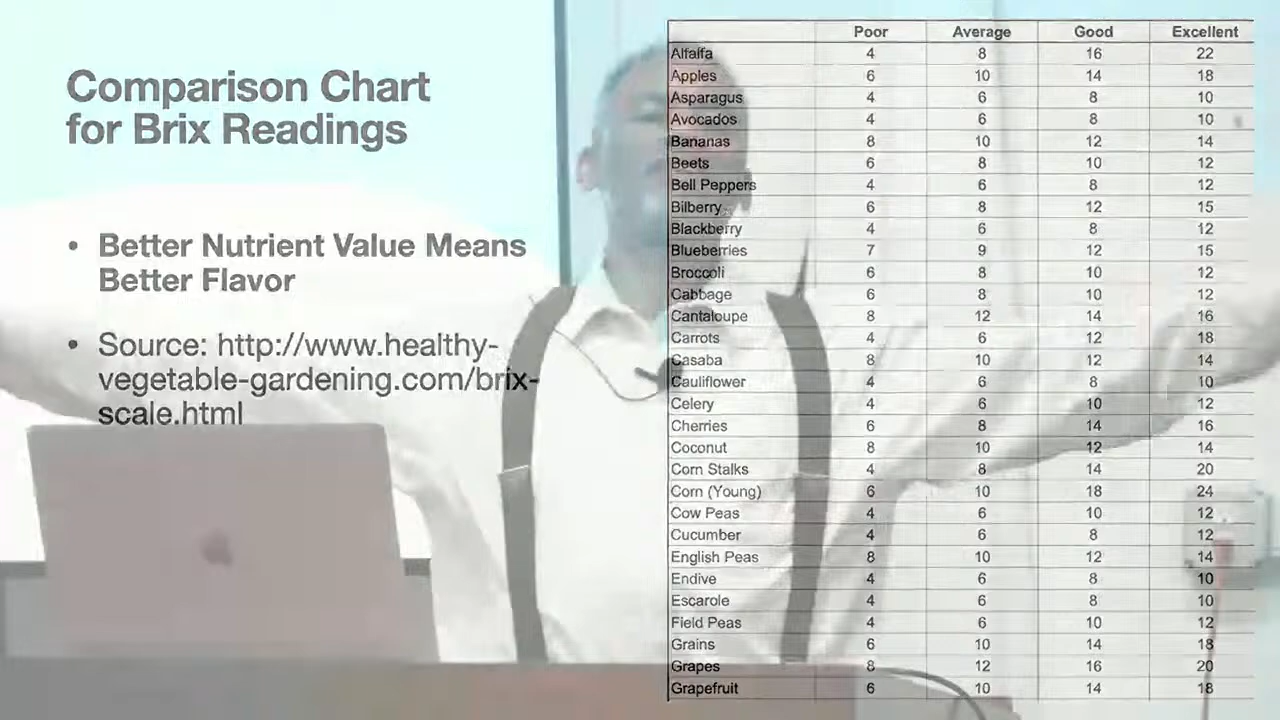 Comparison Chart
for Brix Readings
• Better Nutrient Value Means
Better Flavor
• Source: http://www.healthy-
vegetable-gardening.com/brix-
scale.html
Poor Average Good Excellent
Alfalfa 4 8 16 22
Apples 6 10 14 18
Asparagus 4 6 8 10
Avocados 4 6 8 10
Bananas 8 10 12 14
Beets 6 8 10 12
Bell Peppers 4 6 8 12
Bilberry 6 8 12 15
Blackberry 4 6 8 12
Blueberries 7 9 12 15
Broccoli 6 8 10 12
Cabbage 6 8 10 12
Cantaloupe 8 12 14 16
Carrots 4 6 12 18
Casaba 8 10 12 14
Cauliflower 4 6 8 10
Celery 4 6 10 12
Cherries 6 8 14 16
Coconut 8 10 12 14
Corn Stalks 4 8 14 20
Corn (Young) 6 10 18 24
Cow Peas 4 6 10 12
Cucumber 4 6 8 12
English Peas 8 10 12 14
Endive 4 6 8 10
Escarole 4 6 8 10
Field Peas 4 6 10 12
Grains 6 10 14 18
Grapes 8 12 16 20
Grapefruit 6 10 14 18